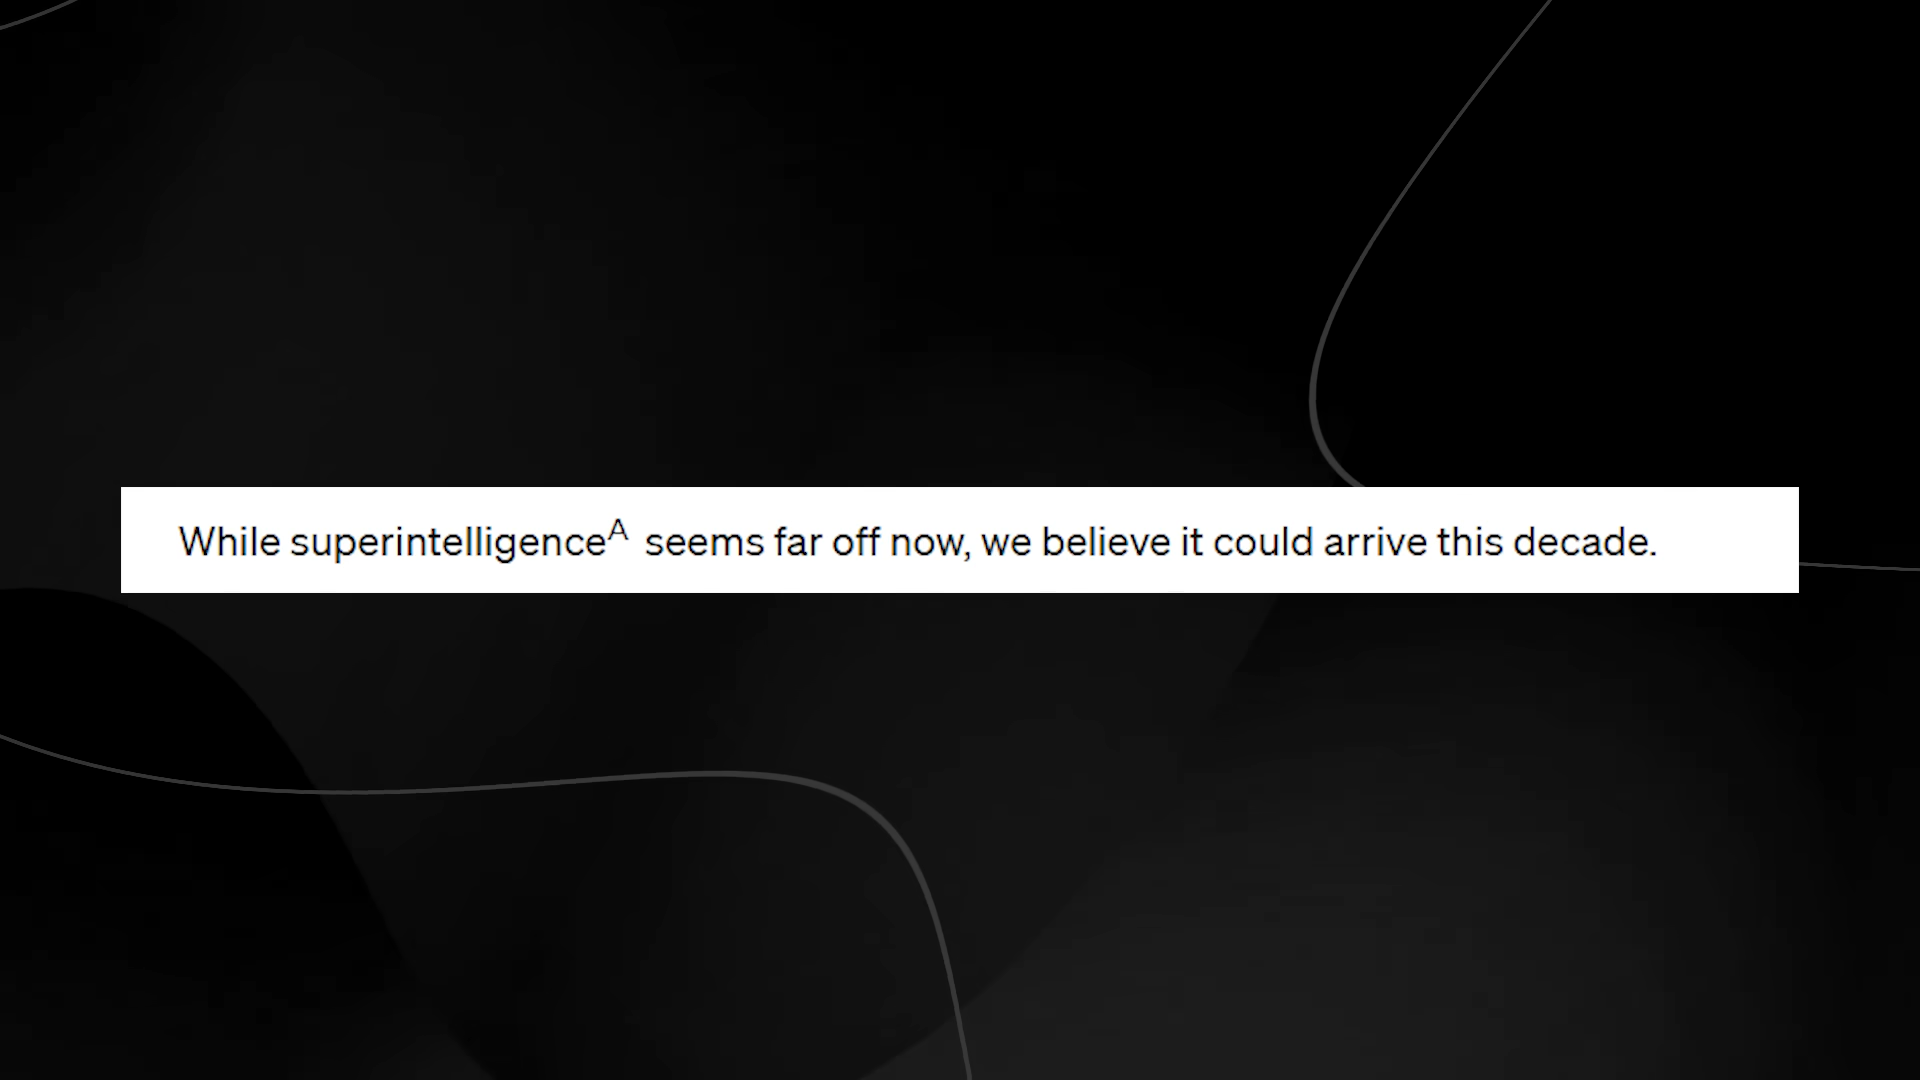 While superintelligenceᴬ seems far off now, we believe it could arrive this decade.